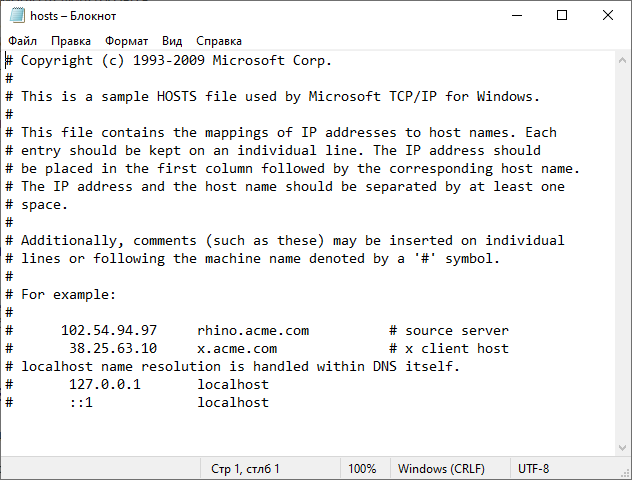 hosts – Блокнот
Файл Правка Формат Вид Справка
# Copyright (c) 1993-2009 Microsoft Corp.
#
# This is a sample HOSTS file used by Microsoft TCP/IP for Windows.
#
# This file contains the mappings of IP addresses to host names. Each
# entry should be kept on an individual line. The IP address should
# be placed in the first column followed by the corresponding host name.
# The IP address and the host name should be separated by at least one
# space.
#
# Additionally, comments (such as these) may be inserted on individual
# lines or following the machine name denoted by a '#' symbol.
#
# For example:
#
#      102.54.94.97     rhino.acme.com          # source server
#       38.25.63.10     x.acme.com              # x client host
# localhost name resolution is handled within DNS itself.
#       127.0.0.1       localhost
#       ::1             localhost
Стр 1, стлб 1 100% Windows (CRLF) UTF-8